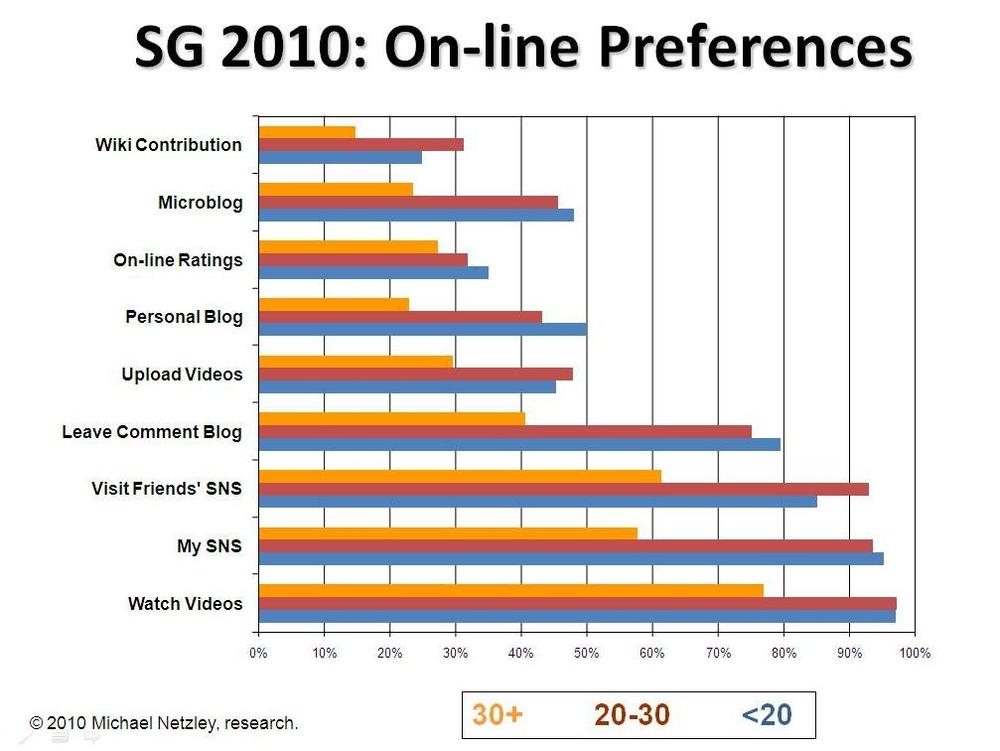 SG 2010: On-line Preferences
Wiki Contribution
Microblog
On-line Ratings
Personal Blog
Upload Videos
Leave Comment Blog
Visit Friends' SNS
My SNS
Watch Videos
0% 10% 20% 30% 40% 50% 60% 70% 80% 90% 100%
30+ 20-30 <20
© 2010 Michael Netzley, research.